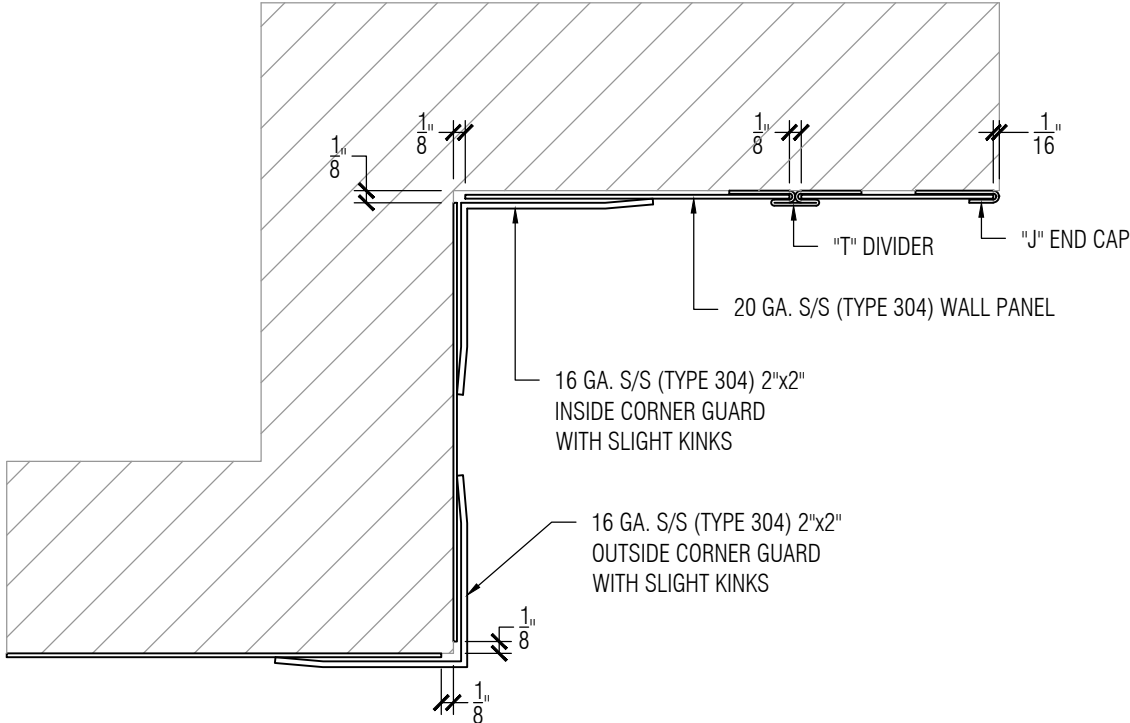 1/8"
1/8"
1/16"
1/8"
"T" DIVIDER
"J" END CAP
20 GA. S/S (TYPE 304) WALL PANEL
16 GA. S/S (TYPE 304) 2"x2"
INSIDE CORNER GUARD
WITH SLIGHT KINKS
16 GA. S/S (TYPE 304) 2"x2"
OUTSIDE CORNER GUARD
WITH SLIGHT KINKS
1/8"
1/8"